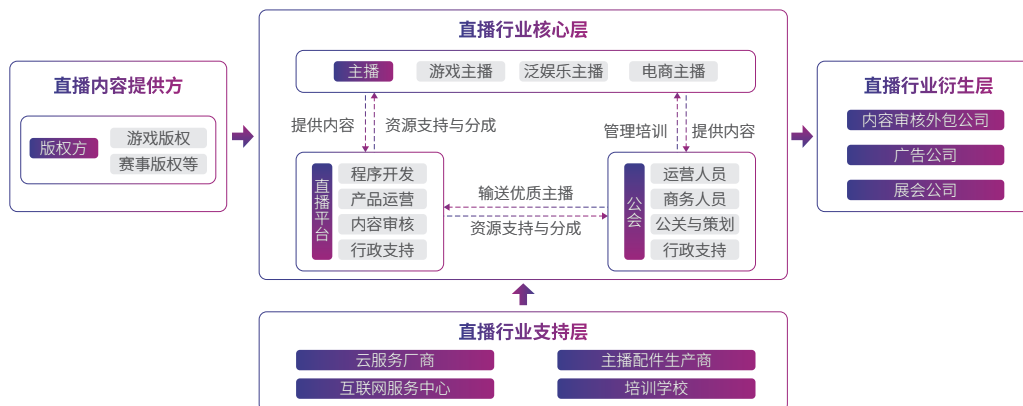 直播内容提供方
版权方
游戏版权
赛事版权等
直播行业核心层
主播
游戏主播
泛娱乐主播
电商主播
提供内容
资源支持与分成
管理培训
提供内容
直播平台
程序开发
产品运营
内容审核
行政支持
输送优质主播
资源支持与分成
公会
运营人员
商务人员
公关与策划
行政支持
直播行业衍生层
内容审核外包公司
广告公司
展会公司
直播行业支持层
云服务厂商
主播配件生产商
互联网服务中心
培训学校